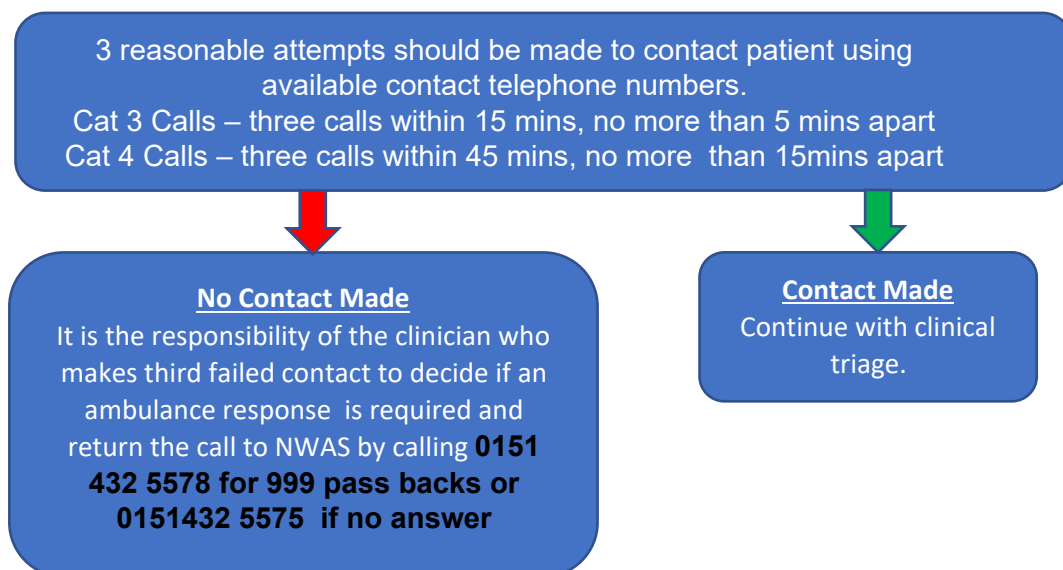 3 reasonable attempts should be made to contact patient using
available contact telephone numbers.
Cat 3 Calls – three calls within 15 mins, no more than 5 mins apart
Cat 4 Calls – three calls within 45 mins, no more  than 15mins apart
No Contact Made
It is the responsibility of the clinician who
makes third failed contact to decide if an
ambulance response  is required and
return the call to NWAS by calling 0151
432 5578 for 999 pass backs or
0151432 5575  if no answer
Contact Made
Continue with clinical
triage.